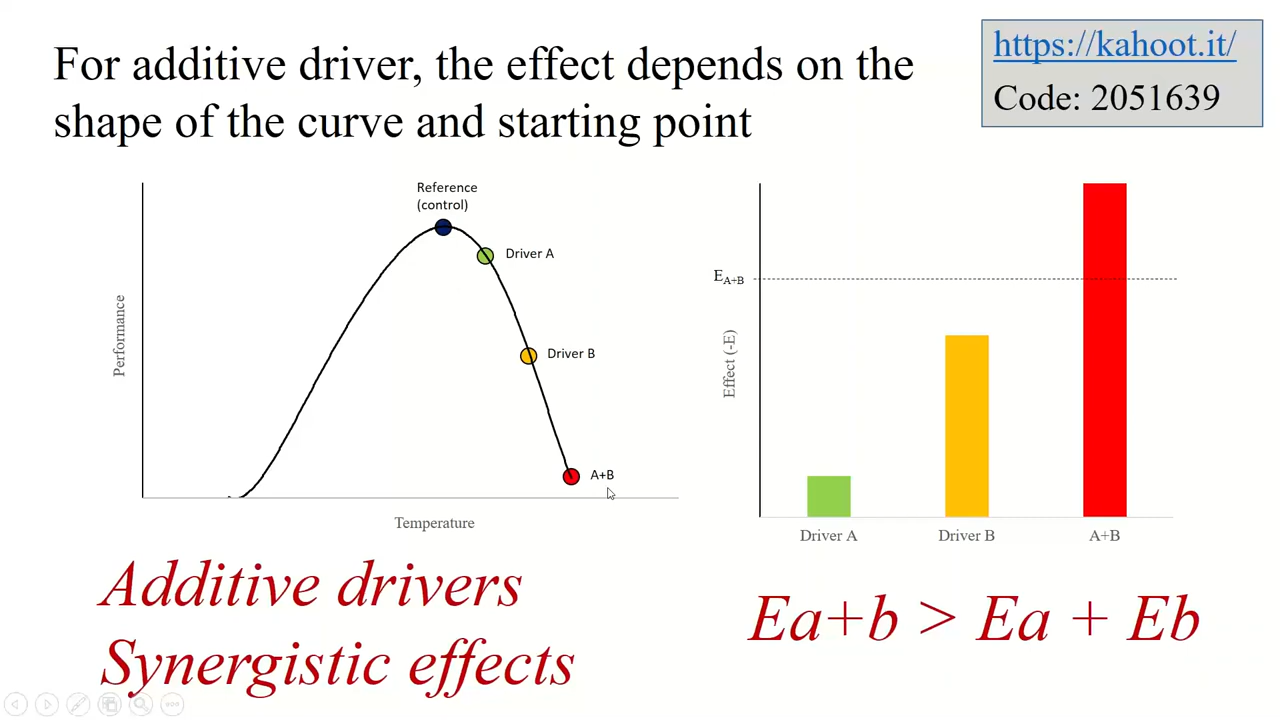 For additive driver, the effect depends on the
shape of the curve and starting point
https://kahoot.it/
Code: 2051639
Reference
(control)
Driver A
Driver B
A+B
Performance
Temperature
E_A+B
Effect (-E)
Driver A
Driver B
A+B
Additive drivers
Synergistic effects
Ea+b > Ea + Eb